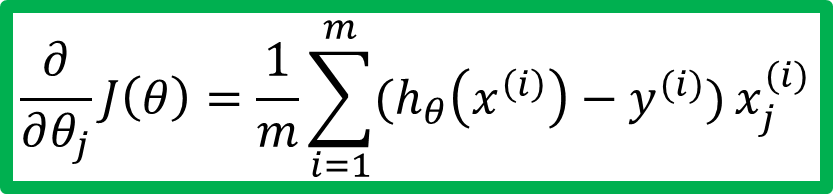 ∂/∂θ_j J(θ) = 1/m ∑_{i=1}^{m} (h_θ(x^{(i)}) − y^{(i)}) x_j^{(i)}